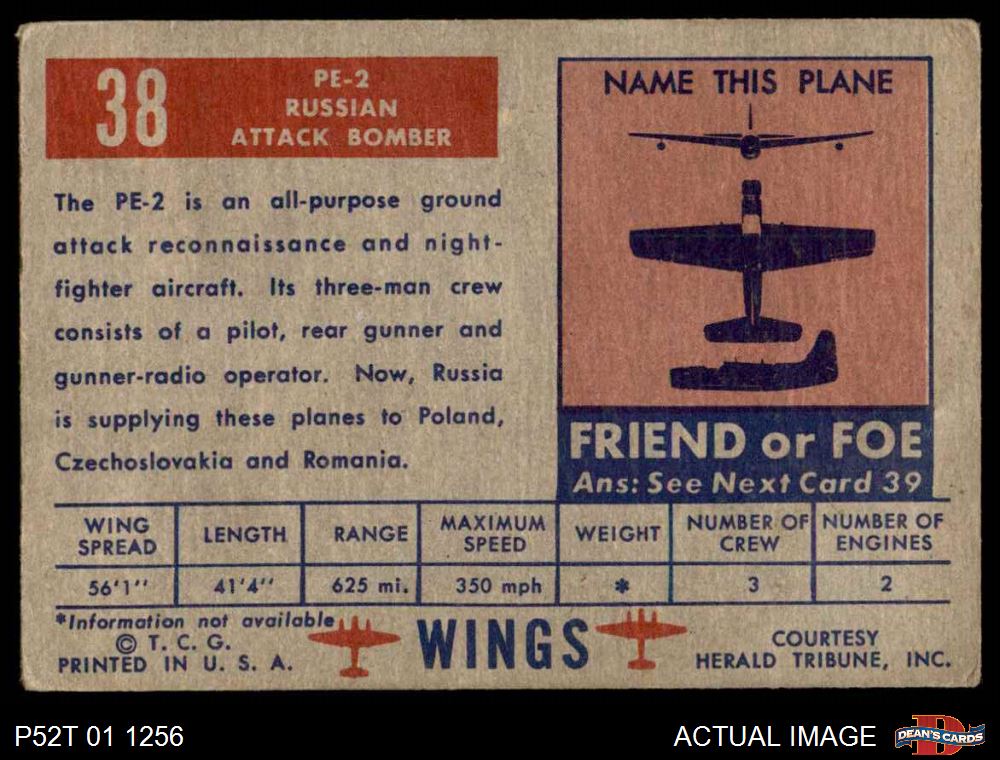 38
PE-2
RUSSIAN
ATTACK BOMBER
The PE-2 is an all-purpose ground
attack reconnaissance and night-
fighter aircraft. Its three-man crew
consists of a pilot, rear gunner and
gunner-radio operator. Now, Russia
is supplying these planes to Poland,
Czechoslovakia and Romania.
NAME THIS PLANE
FRIEND or FOE
Ans: See Next Card 39
WING SPREAD LENGTH RANGE MAXIMUM SPEED WEIGHT NUMBER OF CREW NUMBER OF ENGINES
56'1'' 41'4'' 625 mi. 350 mph * 3 2
*Information not available
© T. C. G.
PRINTED IN U. S. A.
WINGS
COURTESY
HERALD TRIBUNE, INC.
P52T 01 1256
ACTUAL IMAGE
D
DEAN'S CARDS